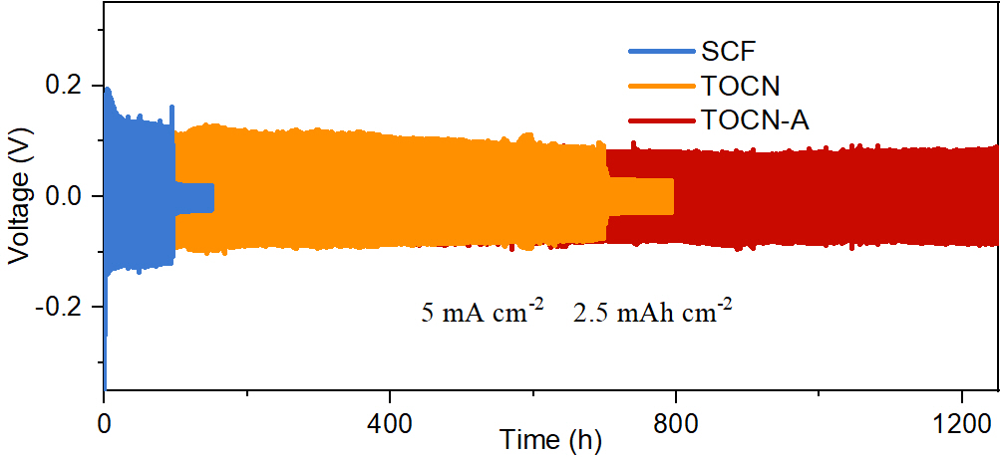 SCF
TOCN
TOCN-A
0.2
0.0
-0.2
Voltage (V)
5 mA cm-2 2.5 mAh cm-2
0 400 800 1200
Time (h)